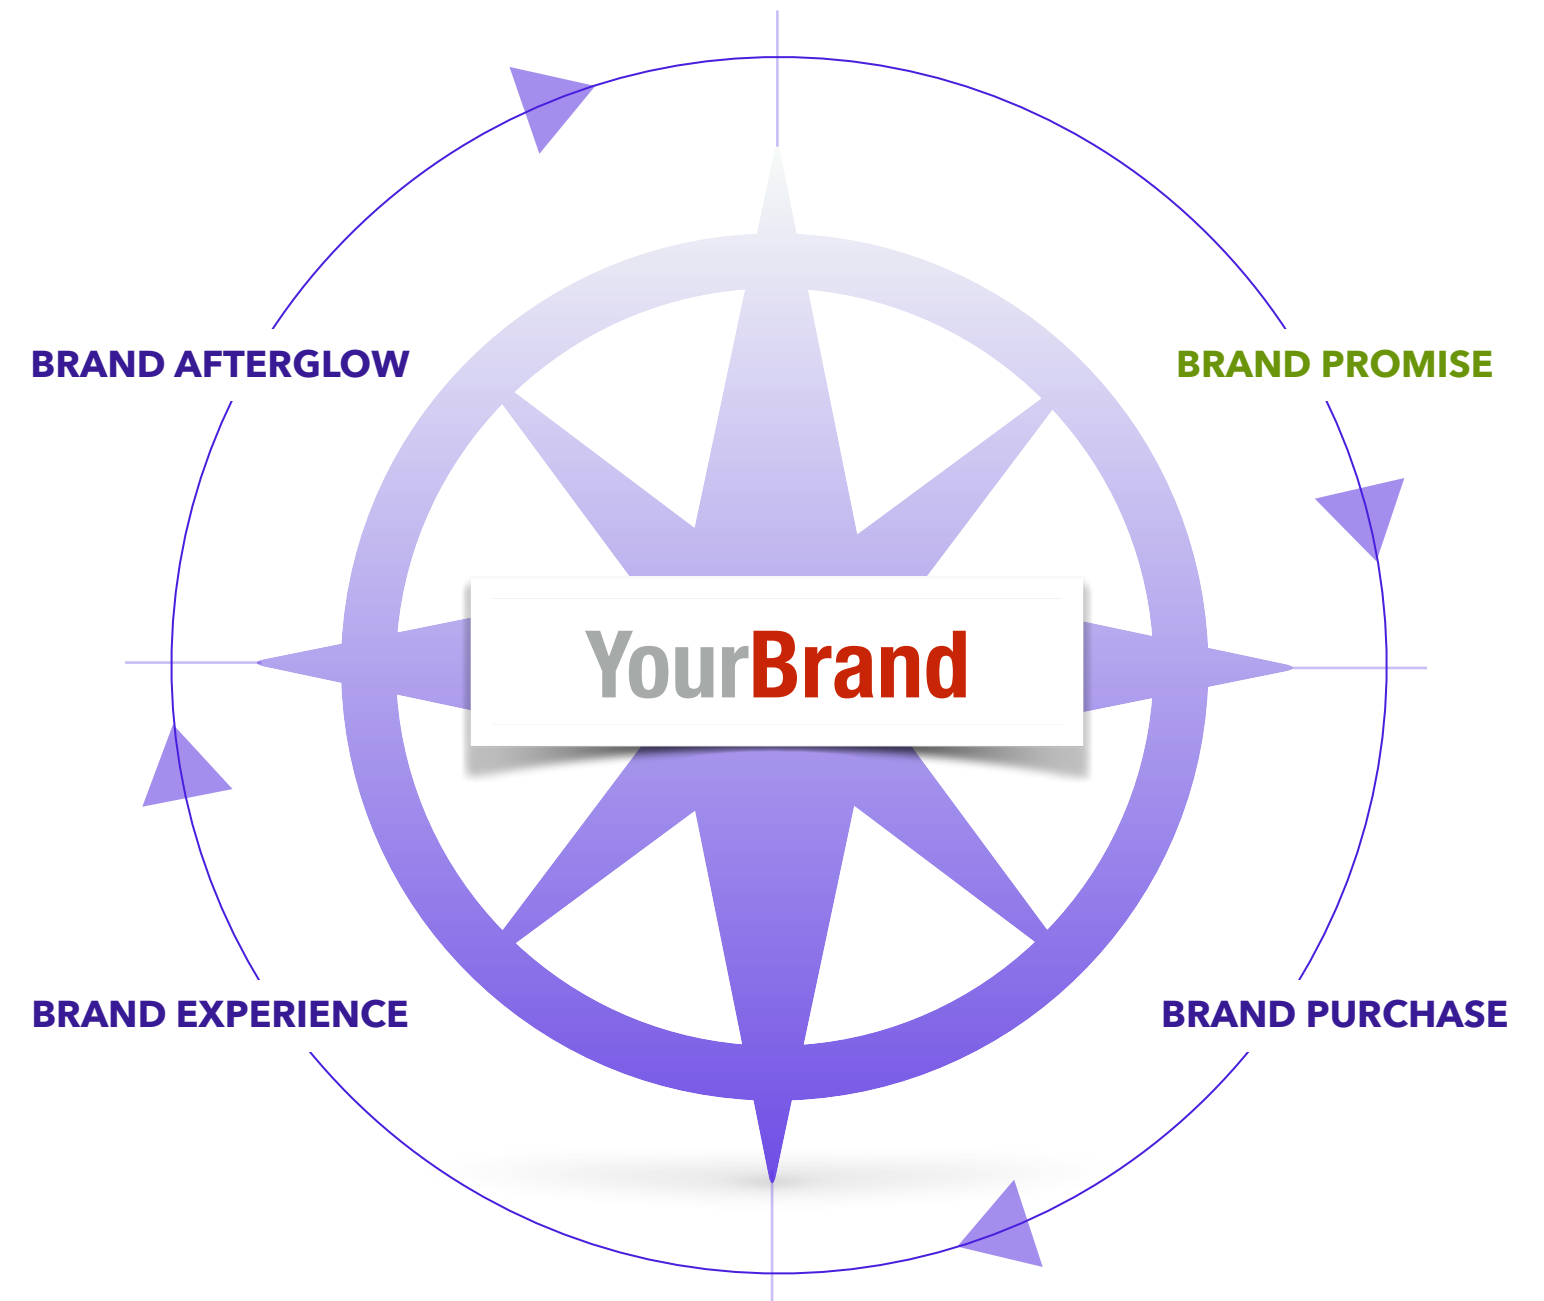 BRAND AFTERGLOW
BRAND PROMISE
YourBrand
BRAND EXPERIENCE
BRAND PURCHASE